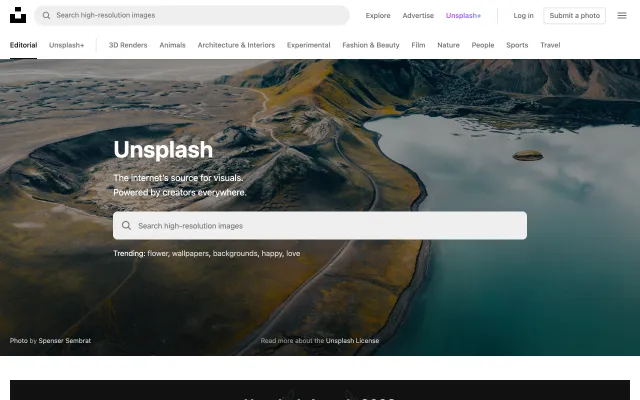 Search high-resolution images
Explore
Advertise
Unsplash+
Log in
Submit a photo
Editorial
Unsplash+
3D Renders
Animals
Architecture & Interiors
Experimental
Fashion & Beauty
Film
Nature
People
Sports
Travel
Unsplash
The internet's source for visuals.
Powered by creators everywhere.
Search high-resolution images
Trending: flower, wallpapers, backgrounds, happy, love
Photo by Spenser Sembrat
Read more about the Unsplash License